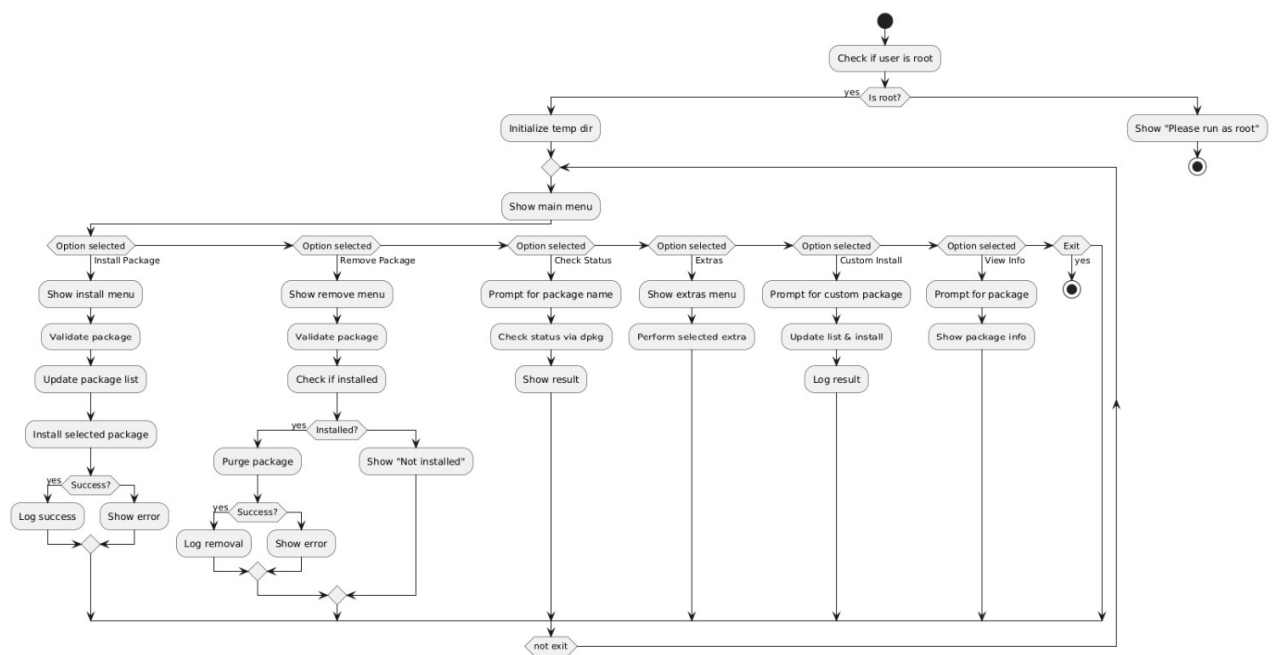 Check if user is root
yes
Is root?
Initialize temp dir
Show "Please run as root"
Show main menu
Option selected
Install Package
Option selected
Remove Package
Option selected
Check Status
Option selected
Extras
Option selected
Custom Install
Option selected
View Info
Exit
yes
Show install menu
Show remove menu
Prompt for package name
Show extras menu
Prompt for custom package
Prompt for package
Validate package
Validate package
Check status via dpkg
Perform selected extra
Update list & install
Show package info
Update package list
Check if installed
Show result
Log result
Install selected package
yes
Installed?
Purge package
Show "Not installed"
yes
Success?
Log success
Show error
yes
Success?
Log removal
Show error
not exit